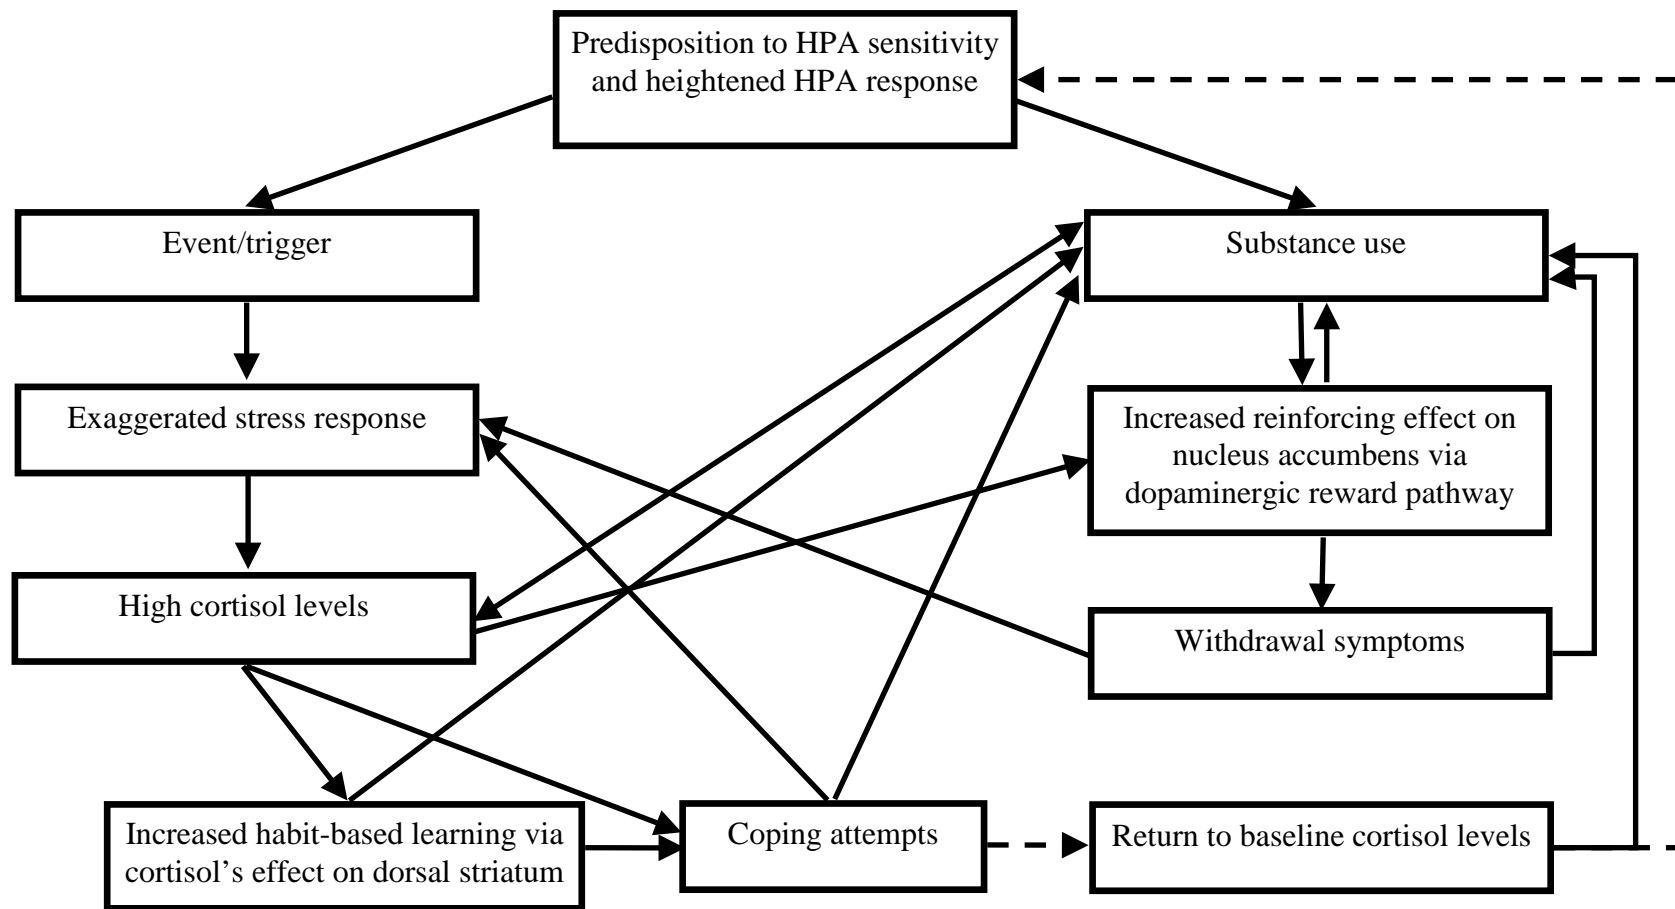 Predisposition to HPA sensitivity
and heightened HPA response
Event/trigger
Substance use
Exaggerated stress response
Increased reinforcing effect on
nucleus accumbens via
dopaminergic reward pathway
High cortisol levels
Withdrawal symptoms
Increased habit-based learning via
cortisol’s effect on dorsal striatum
Coping attempts
Return to baseline cortisol levels